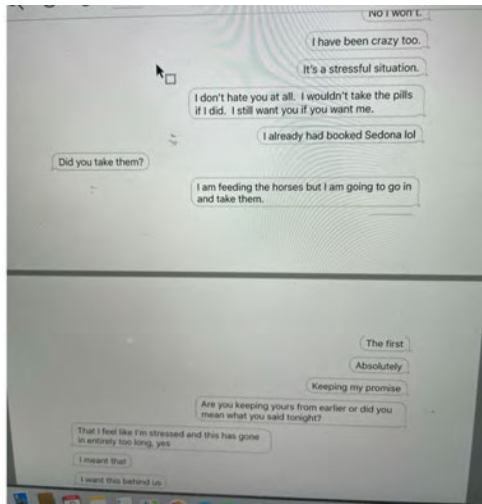 No I won't.
I have been crazy too.
It's a stressful situation.
I don't hate you at all. I wouldn't take the pills
if I did. I still want you if you want me.
I already had booked Sedona lol
Did you take them?
I am feeding the horses but I am going to go in
and take them.
The first
Absolutely
Keeping my promise
Are you keeping yours from earlier or did you
mean what you said tonight?
That I feel like I'm stressed and this has gone
in entirely too long, yes
I meant that
I want this behind us